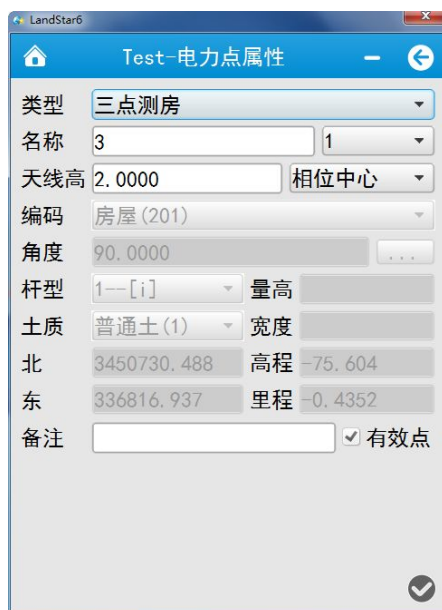 LandStar6
Test-电力点属性
类型 三点测房
名称 3 1
天线高 2.0000 相位中心
编码 房屋(201)
角度 90.0000 ...
杆型 1--[i] 量高
土质 普通土(1) 宽度
北 3450730.488 高程 -75.604
东 336816.937 里程 -0.4352
备注 有效点